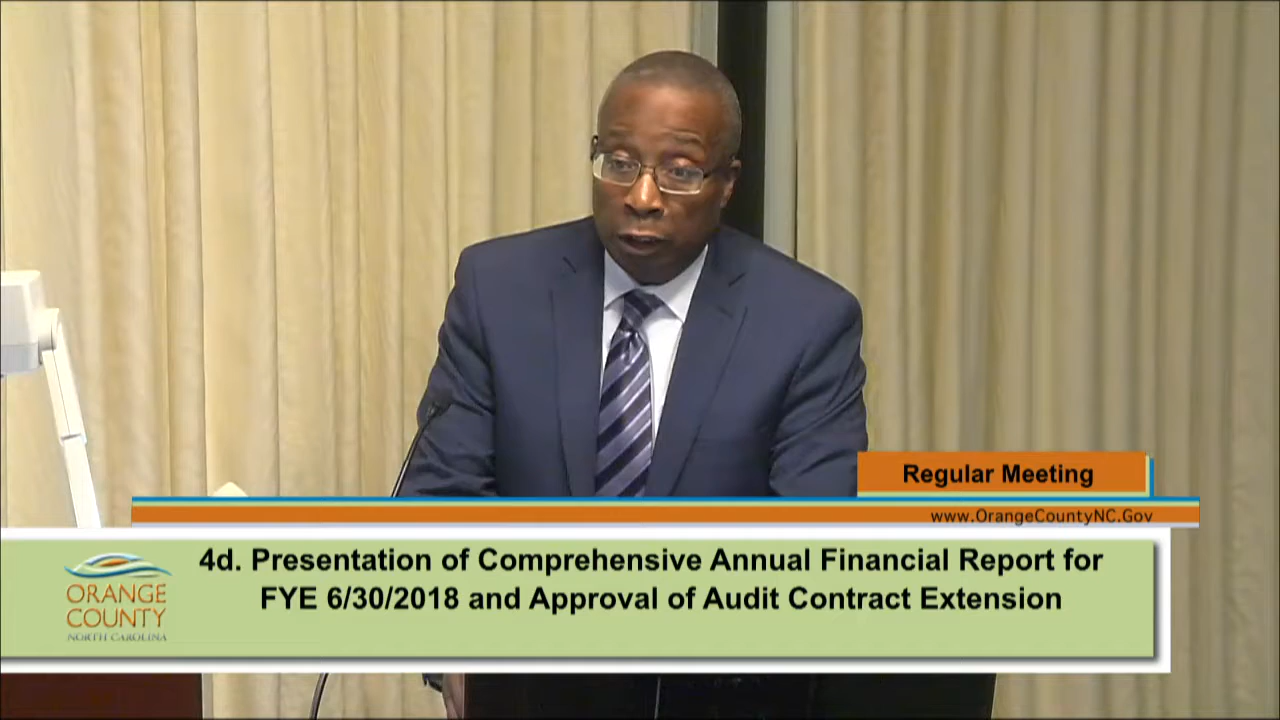 Regular Meeting
www.OrangeCountyNC.Gov
4d. Presentation of Comprehensive Annual Financial Report for
FYE 6/30/2018 and Approval of Audit Contract Extension
ORANGE
COUNTY
NORTH CAROLINA